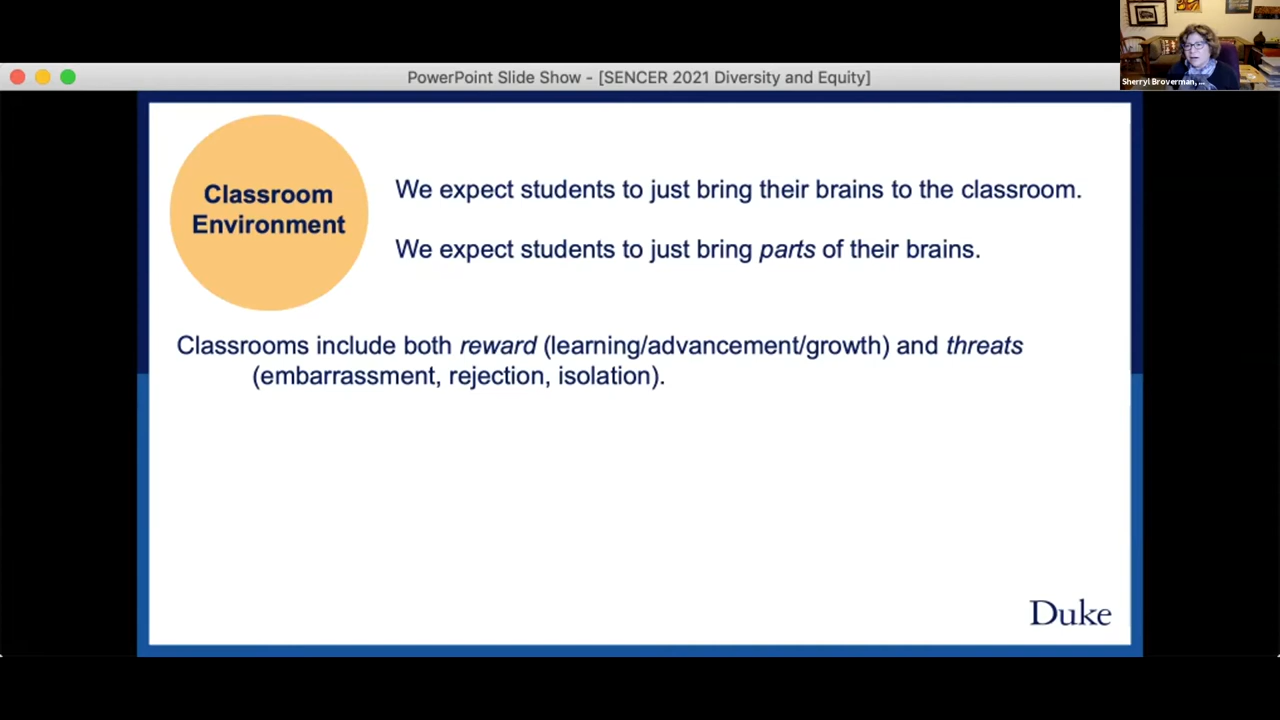 Sherryl Broverman, ...
PowerPoint Slide Show - [SENCER 2021 Diversity and Equity]
Classroom
Environment
We expect students to just bring their brains to the classroom.
We expect students to just bring parts of their brains.
Classrooms include both reward (learning/advancement/growth) and threats
(embarrassment, rejection, isolation).
Duke